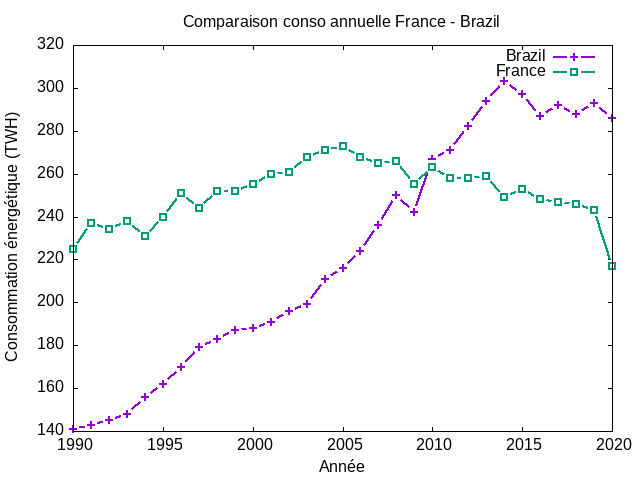 Comparaison conso annuelle France - Brazil
320
300
280
260
240
220
200
180
160
140
Consommation énergétique (TWH)
Brazil
France
1990 1995 2000 2005 2010 2015 2020
Année